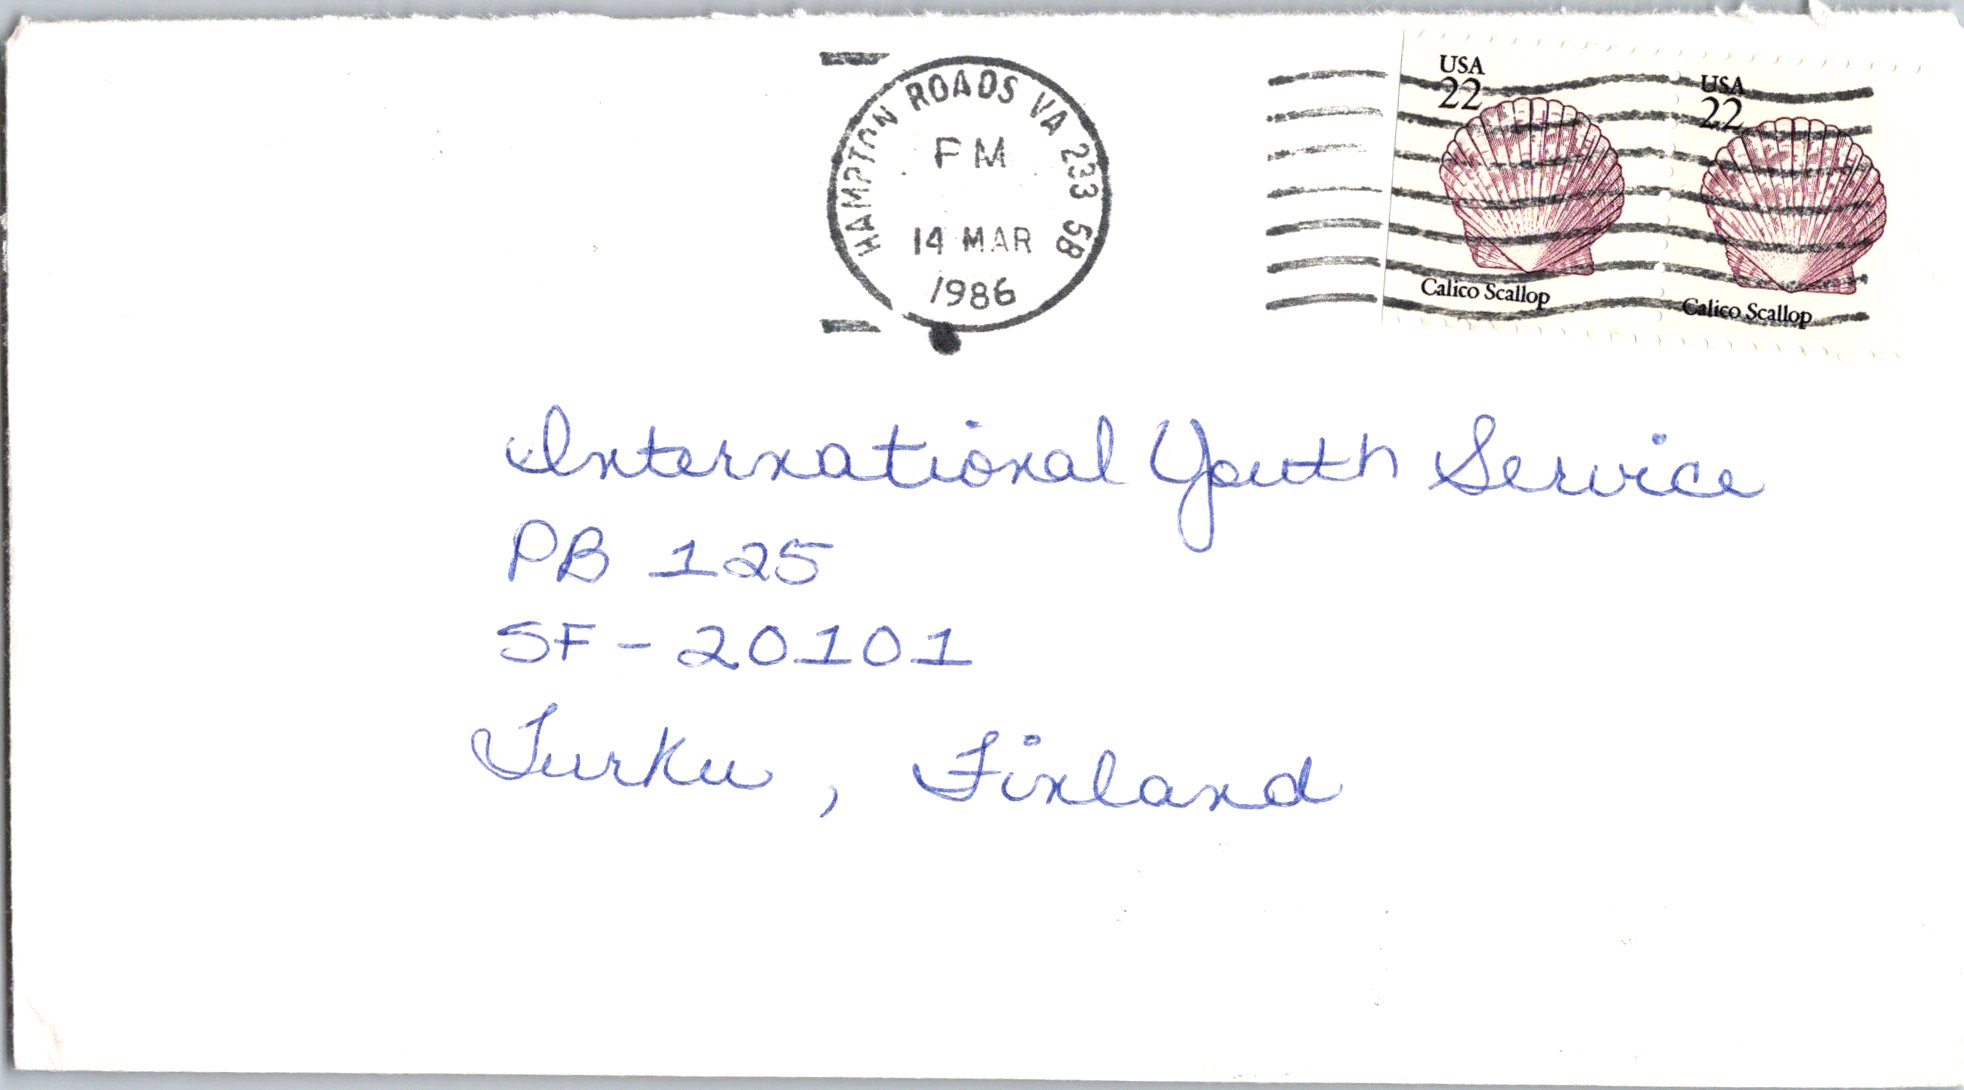 HAMPTON ROADS VA 233 5B
PM
14 MAR
1986
USA
22
Calico Scallop
USA
22
Calico Scallop
International Youth Service
PB 125
SF - 20101
Turku, Finland